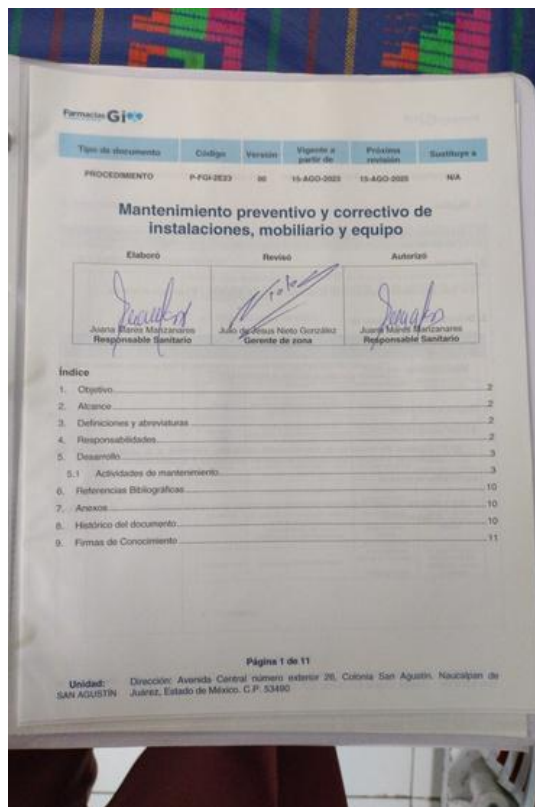 Farmacias Gi
Tipo de documento Código Versión Vigente a partir de Próxima revisión Sustituye a
PROCEDIMIENTO P-FGI-2E23 00 15-AGO-2023 15-AGO-2025 N/A
Mantenimiento preventivo y correctivo de
instalaciones, mobiliario y equipo
Elaboró Revisó Autorizó
Juana Mares Manzanares Julio de Jesús Nieto González Juana Mares Manzanares
Responsable Sanitario Gerente de zona Responsable Sanitario
Índice
1. Objetivo 2
2. Alcance 2
3. Definiciones y abreviaturas 2
4. Responsabilidades 2
5. Desarrollo 3
5.1 Actividades de mantenimiento 3
6. Referencias Bibliográficas 10
7. Anexos 10
8. Histórico del documento 10
9. Firmas de Conocimiento 11
Página 1 de 11
Unidad: Dirección: Avenida Central número exterior 26, Colonia San Agustín. Naucalpan de
SAN AGUSTÍN Juárez, Estado de México. C.P. 53490